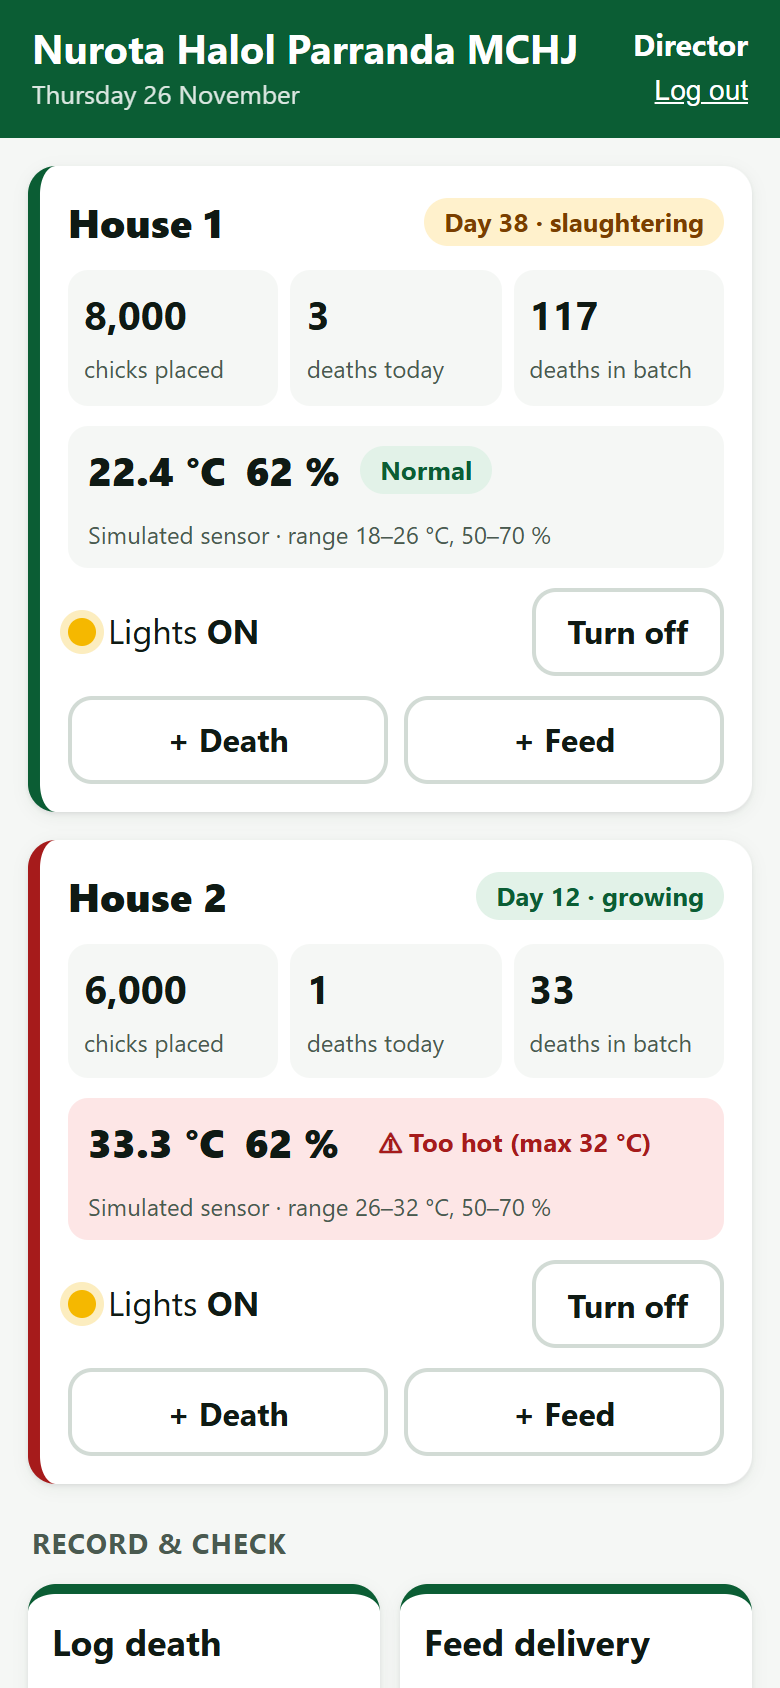 Nurota Halol Parranda MCHJ
Director
Thursday 26 November
Log out
House 1
Day 38 · slaughtering
8,000
3
117
chicks placed
deaths today
deaths in batch
22.4 °C 62 % Normal
Simulated sensor · range 18–26 °C, 50–70 %
Lights ON
Turn off
+ Death
+ Feed
House 2
Day 12 · growing
6,000
1
33
chicks placed
deaths today
deaths in batch
33.3 °C 62 % ⚠ Too hot (max 32 °C)
Simulated sensor · range 26–32 °C, 50–70 %
Lights ON
Turn off
+ Death
+ Feed
RECORD & CHECK
Log death
Feed delivery